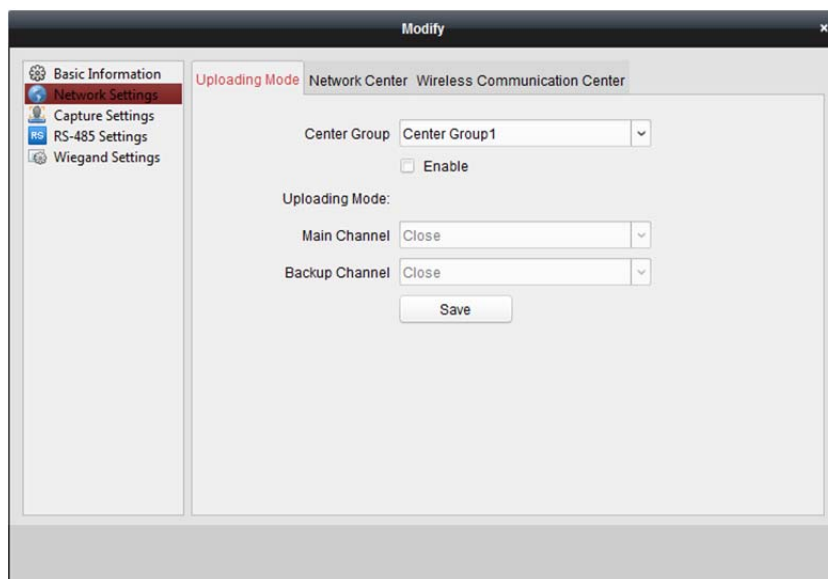 Modify
×
Basic Information
Network Settings
Capture Settings
RS RS-485 Settings
Wiegand Settings
Uploading Mode Network Center Wireless Communication Center
Center Group Center Group1
Enable
Uploading Mode:
Main Channel Close
Backup Channel Close
Save